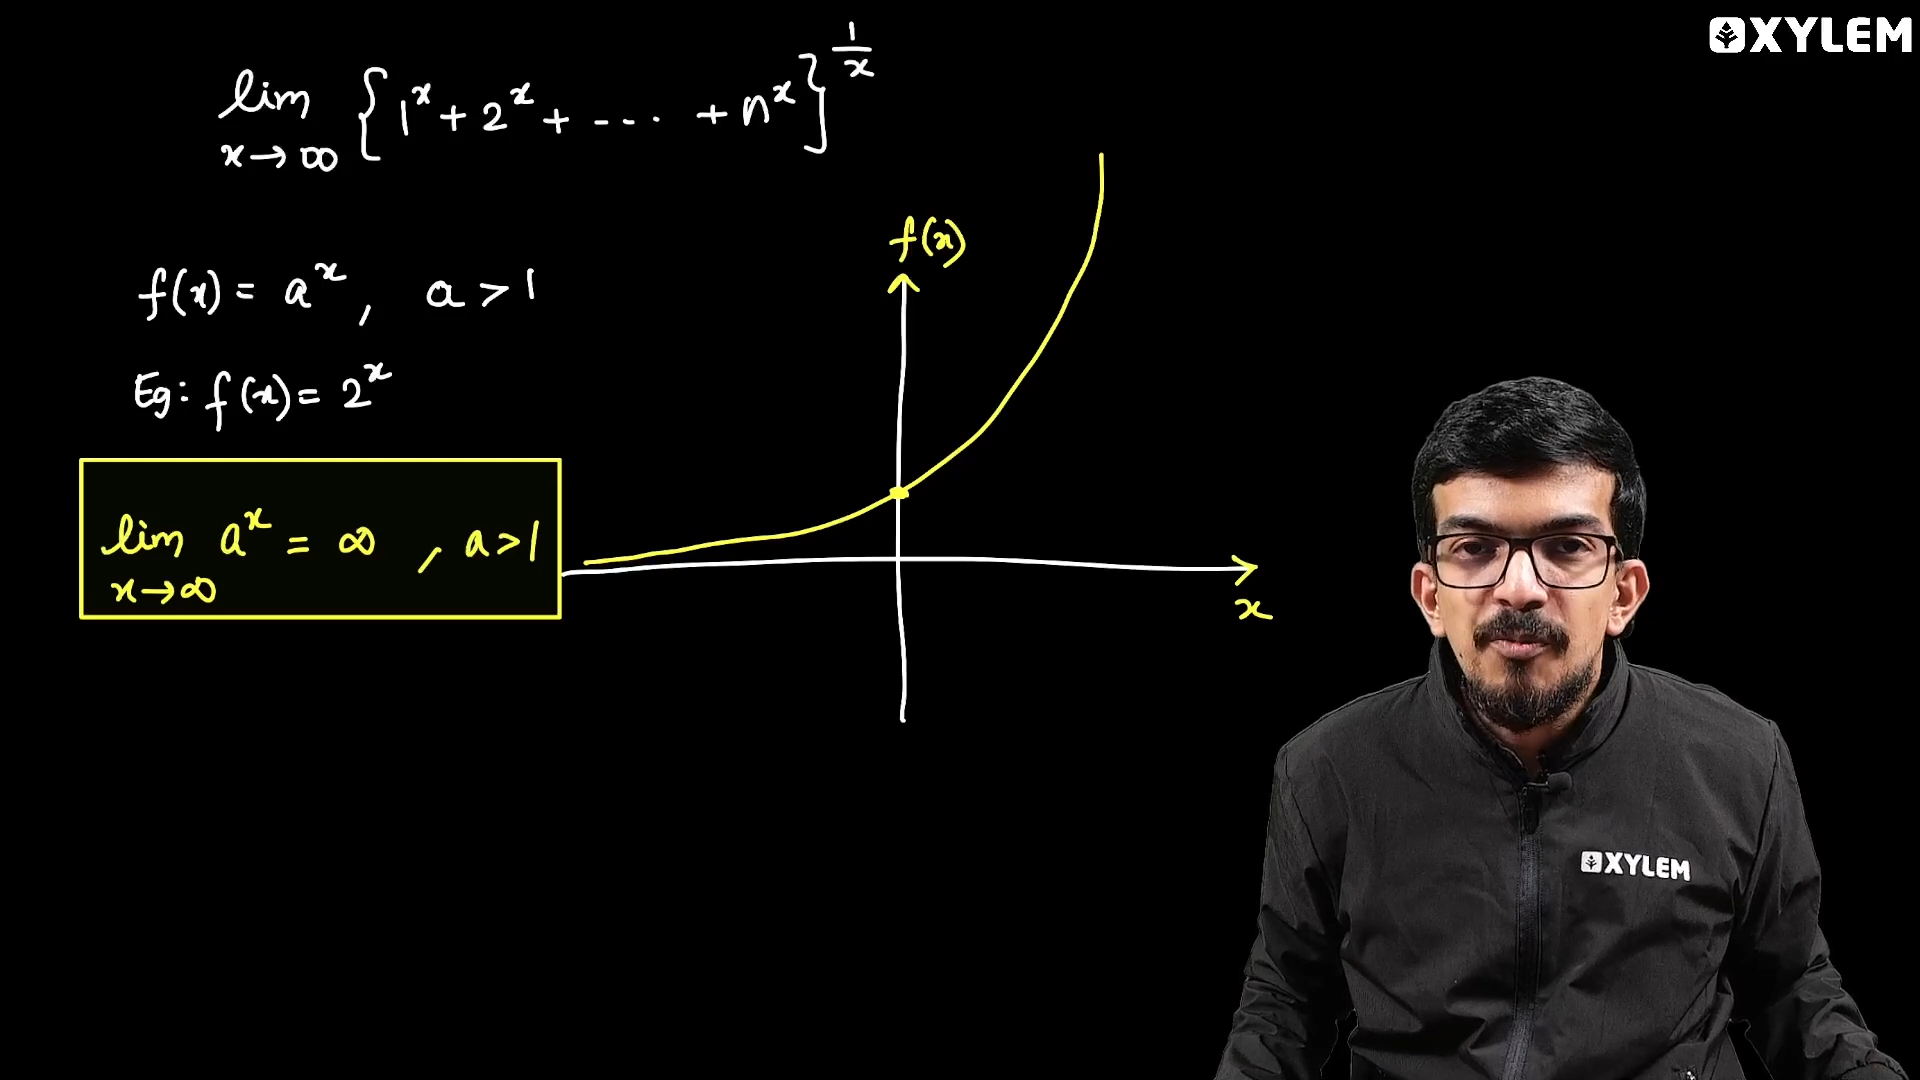 XYLEM
lim x→∞ {1^x + 2^x + --- · + n^x}^(1/x)
f(x)
f(x) = a^x , a > 1
Eg: f(x) = 2^x
lim x→∞ a^x = ∞ , a > 1
x
XYLEM